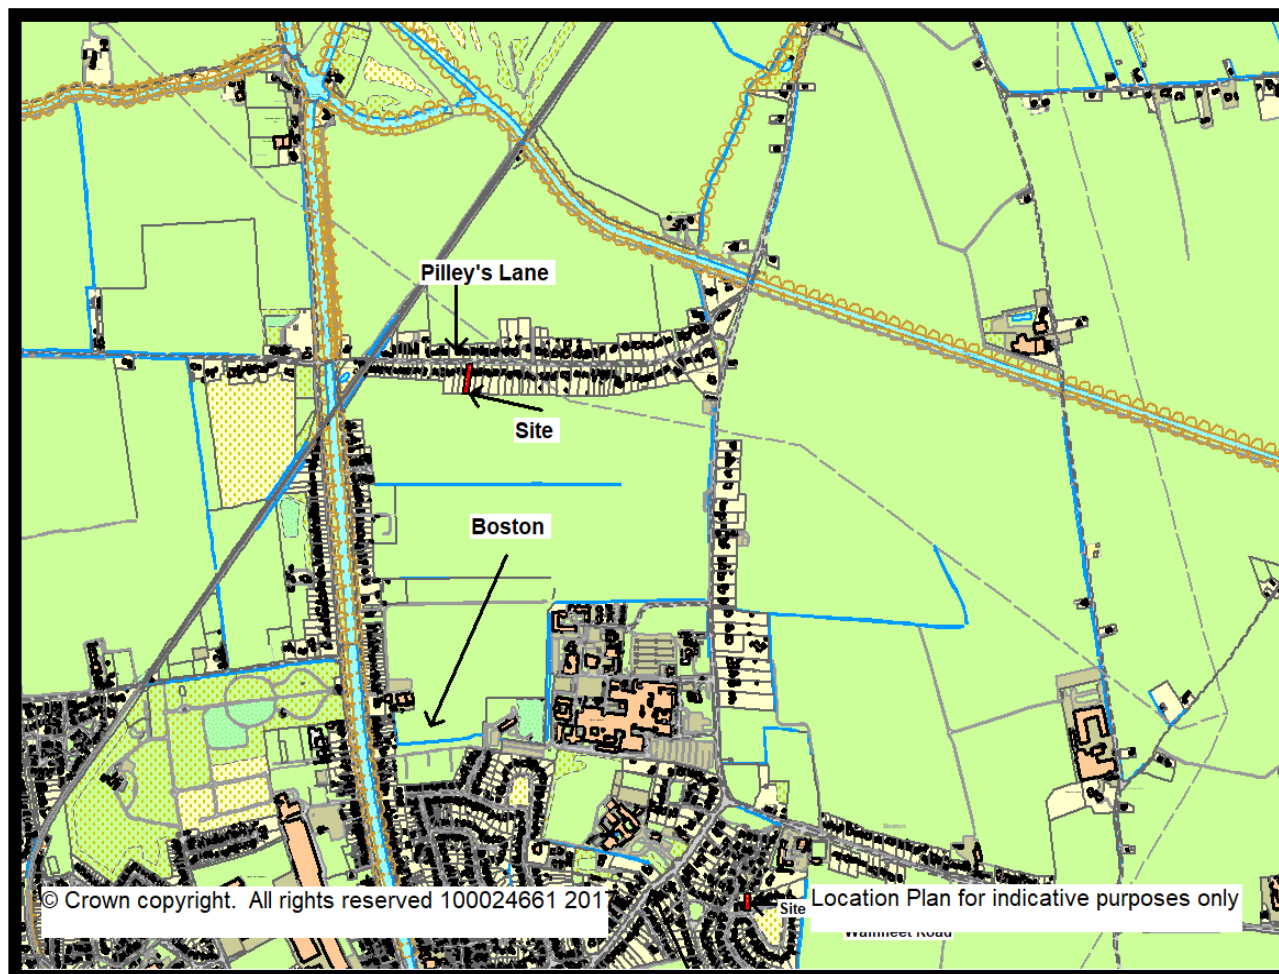 Pilley's Lane
Site
Boston
© Crown copyright. All rights reserved 100024661 2017
Site
Location Plan for indicative purposes only
Road